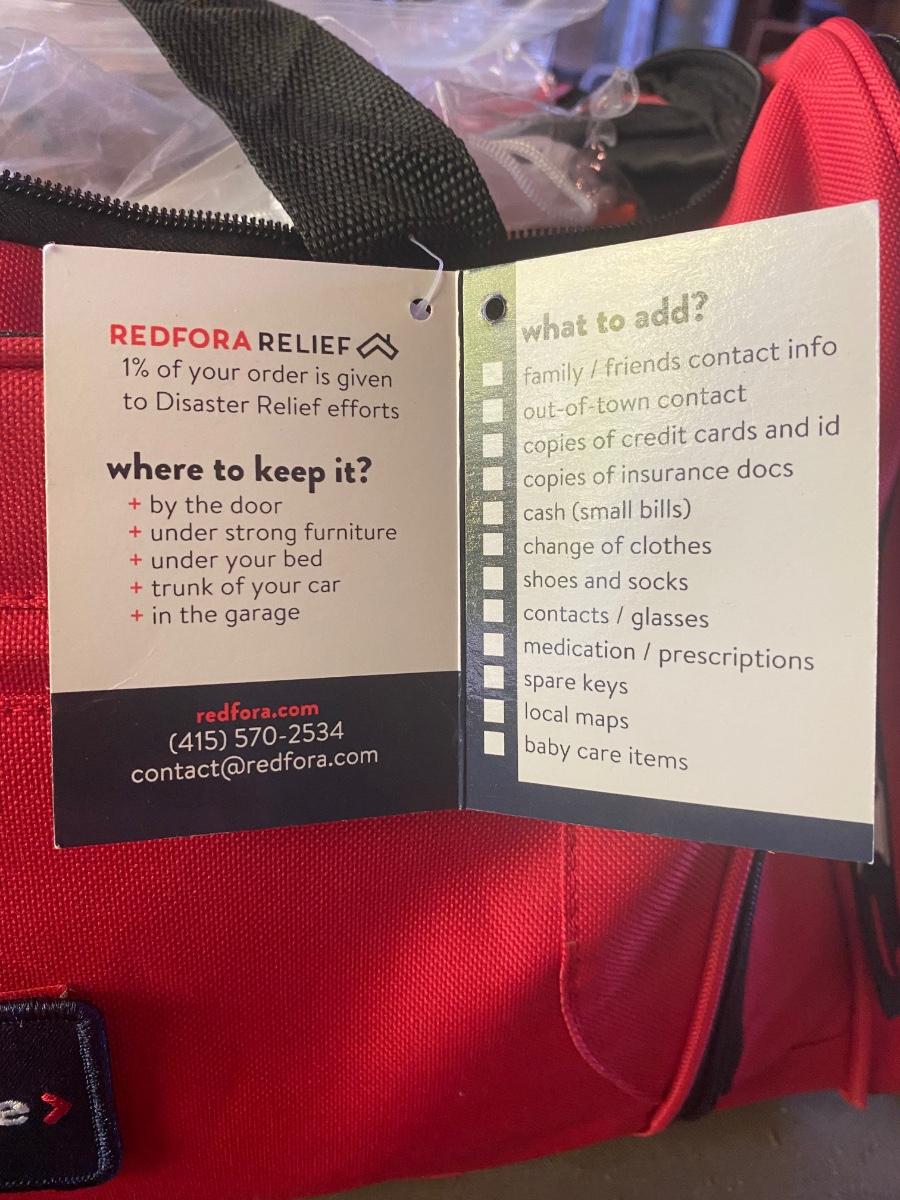 REDFORA RELIEF
1% of your order is given
to Disaster Relief efforts
where to keep it?
+ by the door
+ under strong furniture
+ under your bed
+ trunk of your car
+ in the garage
redfora.com
(415) 570-2534
contact@redfora.com
what to add?
family / friends contact info
out-of-town contact
copies of credit cards and id
copies of insurance docs
cash (small bills)
change of clothes
shoes and socks
contacts / glasses
medication / prescriptions
spare keys
local maps
baby care items